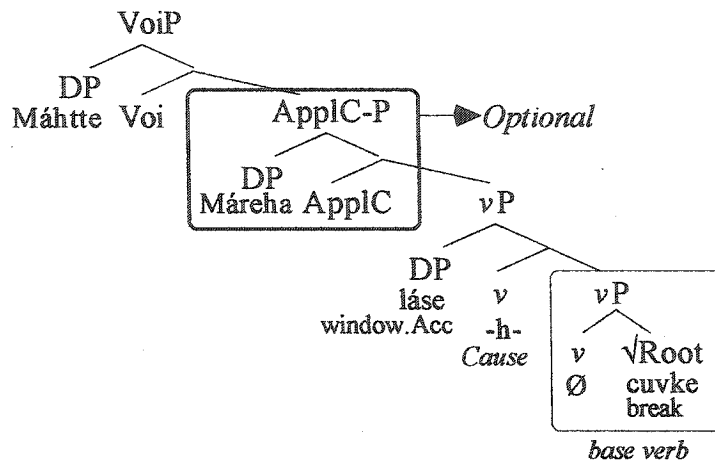 VoiP
DP
Máhtte Voi ApplC-P Optional
DP
Máreha ApplC vP
DP
láse v vP
window.Acc -h-
Cause v √Root
Ø cuvke
break
base verb